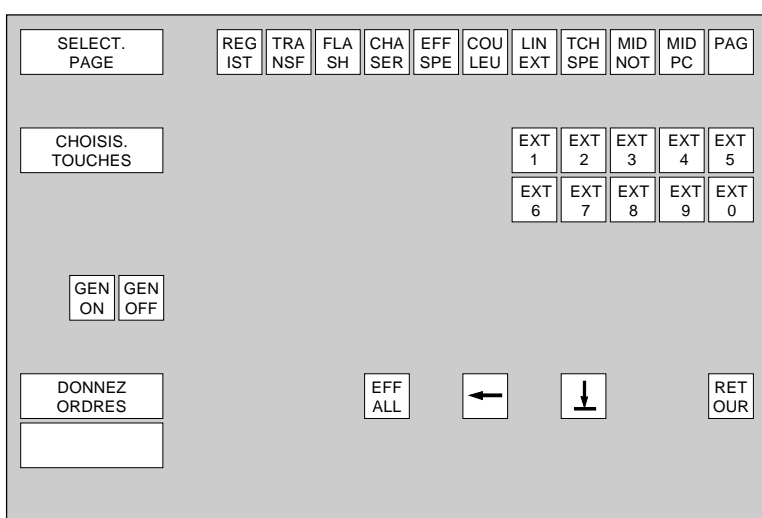 SELECT. REG TRA FLA CHA EFF COU LIN TCH MID MID PAG
PAGE IST NSF SH SER SPE LEU EXT SPE NOT PC
CHOISIS. EXT EXT EXT EXT EXT
TOUCHES 1 2 3 4 5
EXT EXT EXT EXT EXT
6 7 8 9 0
GEN GEN
ON OFF
DONNEZ EFF RET
ORDRES ALL OUR